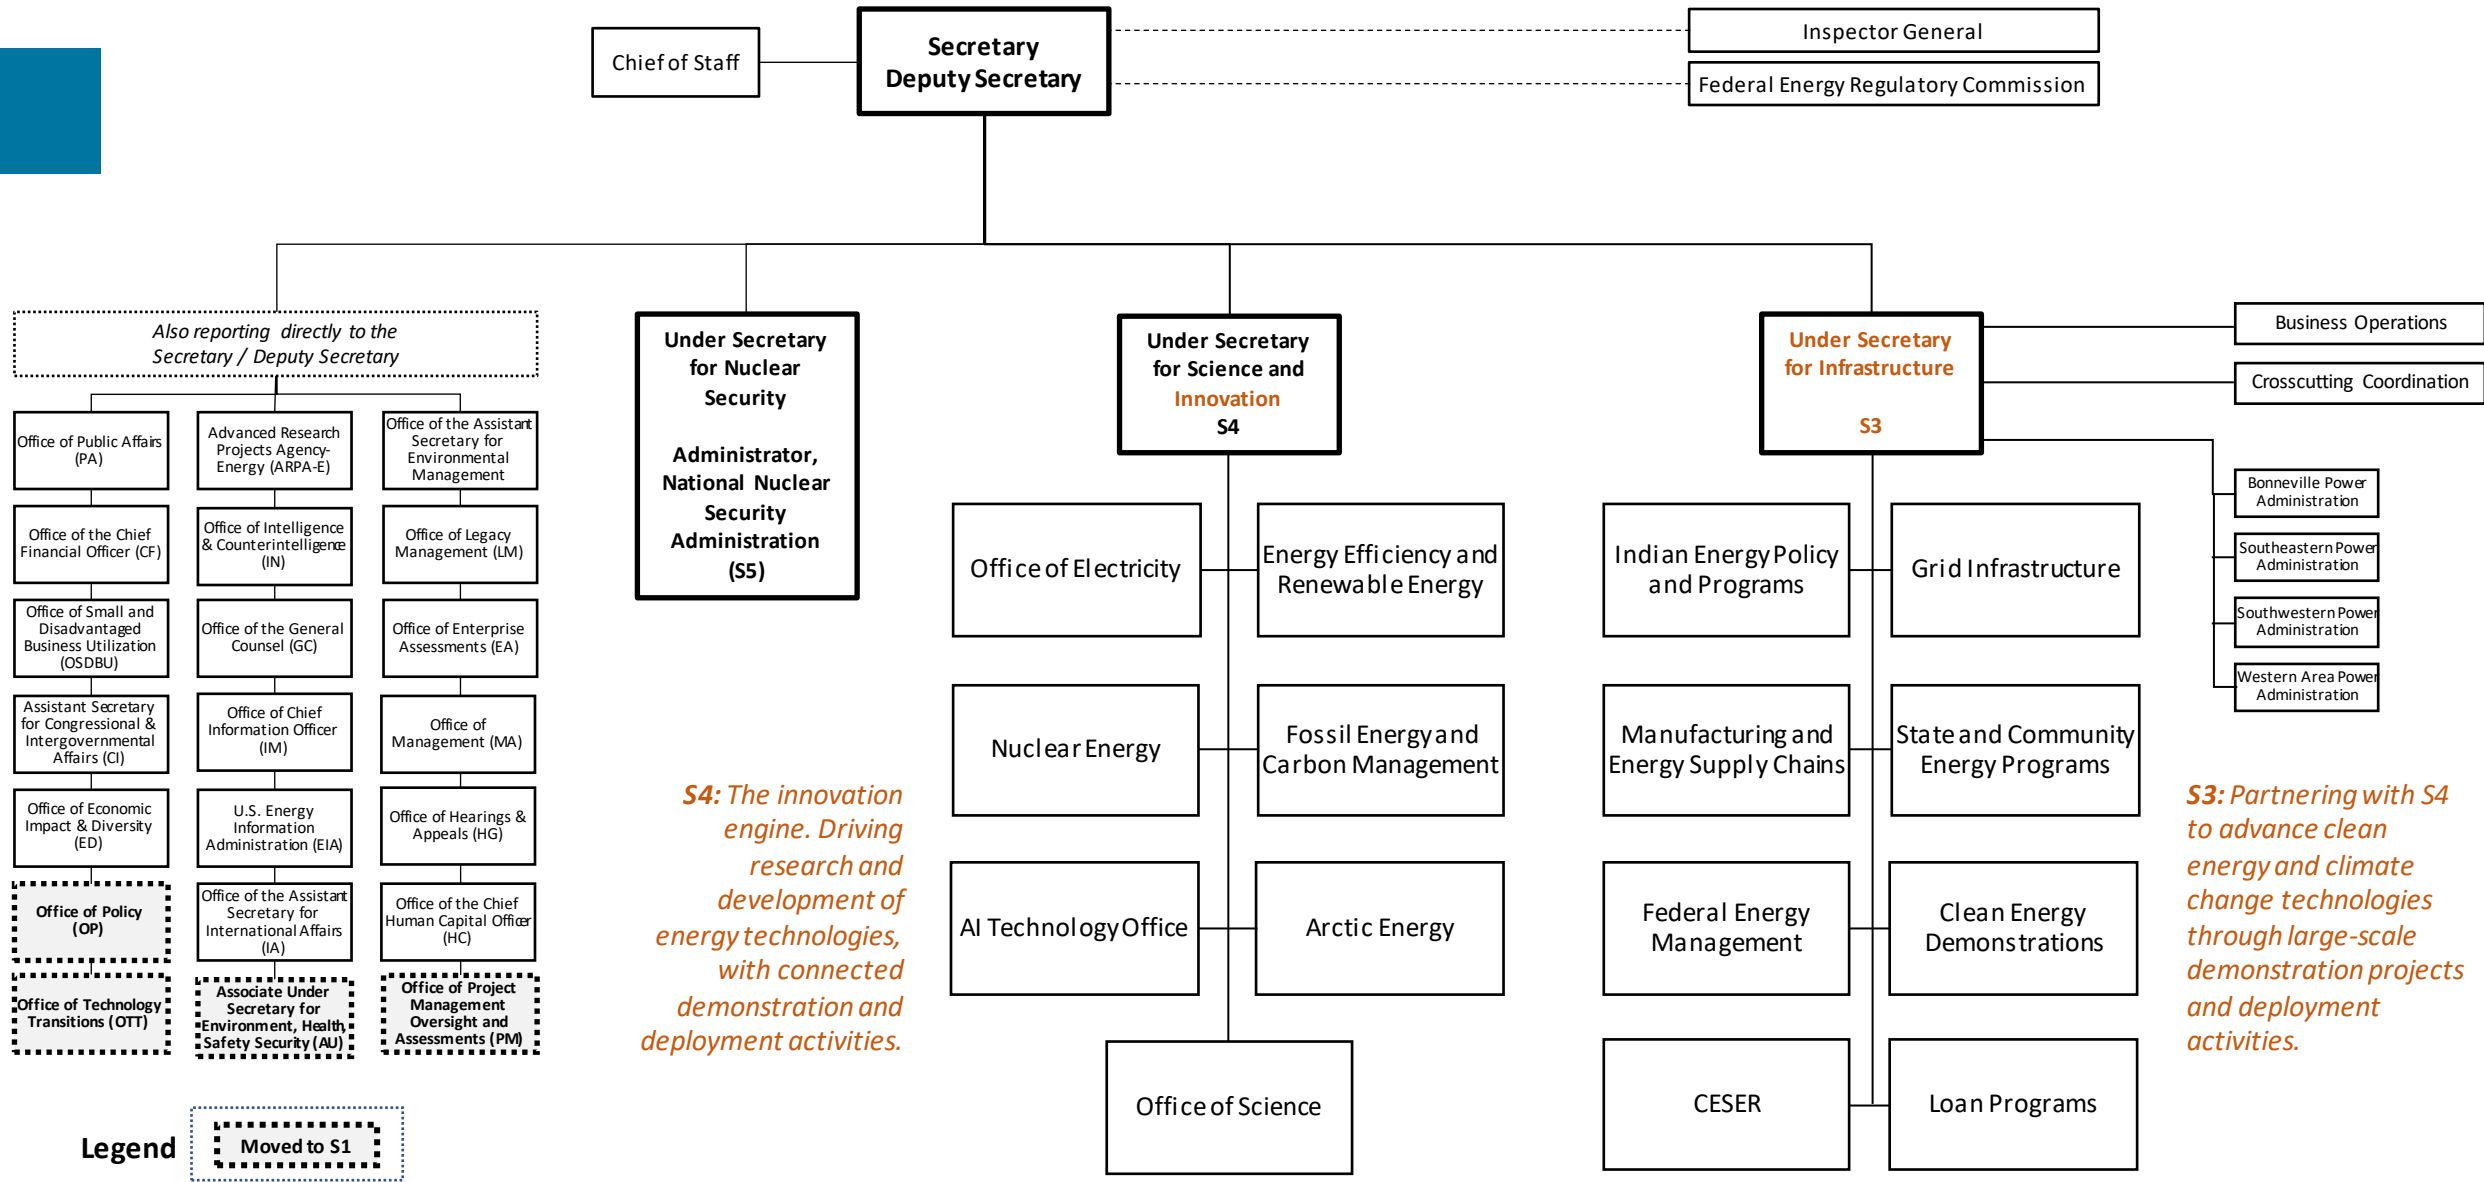 Chief of Staff
Secretary
Deputy Secretary
Inspector General
Federal Energy Regulatory Commission
Also reporting directly to the
Secretary / Deputy Secretary
Office of Public Affairs
(PA)
Office of the Chief
Financial Officer (CF)
Office of Small and
Disadvantaged
Business Utilization
(OSDBU)
Assistant Secretary
for Congressional &
Intergovernmental
Affairs (CI)
Office of Economic
Impact & Diversity
(ED)
Office of Policy
(OP)
Office of Technology
Transitions (OTT)
Advanced Research
Projects Agency-
Energy (ARPA-E)
Office of Intelligence
& Counterintelligence
(IN)
Office of the General
Counsel (GC)
Office of Chief
Information Officer
(IM)
U.S. Energy
Information
Administration (EIA)
Office of the Assistant
Secretary for
International Affairs
(IA)
Associate Under
Secretary for
Environment, Health,
Safety Security (AU)
Office of the Assistant
Secretary for
Environmental
Management
Office of Legacy
Management (LM)
Office of Enterprise
Assessments (EA)
Office of
Management (MA)
Office of Hearings &
Appeals (HG)
Office of the Chief
Human Capital Officer
(HC)
Office of Project
Management
Oversight and
Assessments (PM)
Under Secretary
for Nuclear
Security
Administrator,
National Nuclear
Security
Administration
(S5)
Under Secretary
for Science and
Innovation
S4
Office of Electricity
Energy Efficiency and
Renewable Energy
Nuclear Energy
Fossil Energy and
Carbon Management
AI Technology Office
Arctic Energy
Office of Science
S4: The innovation
engine. Driving
research and
development of
energy technologies,
with connected
demonstration and
deployment activities.
Under Secretary
for Infrastructure
S3
Business Operations
Crosscutting Coordination
Bonneville Power
Administration
Southeastern Power
Administration
Southwestern Power
Administration
Western Area Power
Administration
Indian Energy Policy
and Programs
Grid Infrastructure
Manufacturing and
Energy Supply Chains
State and Community
Energy Programs
Federal Energy
Management
Clean Energy
Demonstrations
CESER
Loan Programs
S3: Partnering with S4
to advance clean
energy and climate
change technologies
through large-scale
demonstration projects
and deployment
activities.
Legend
Moved to S1